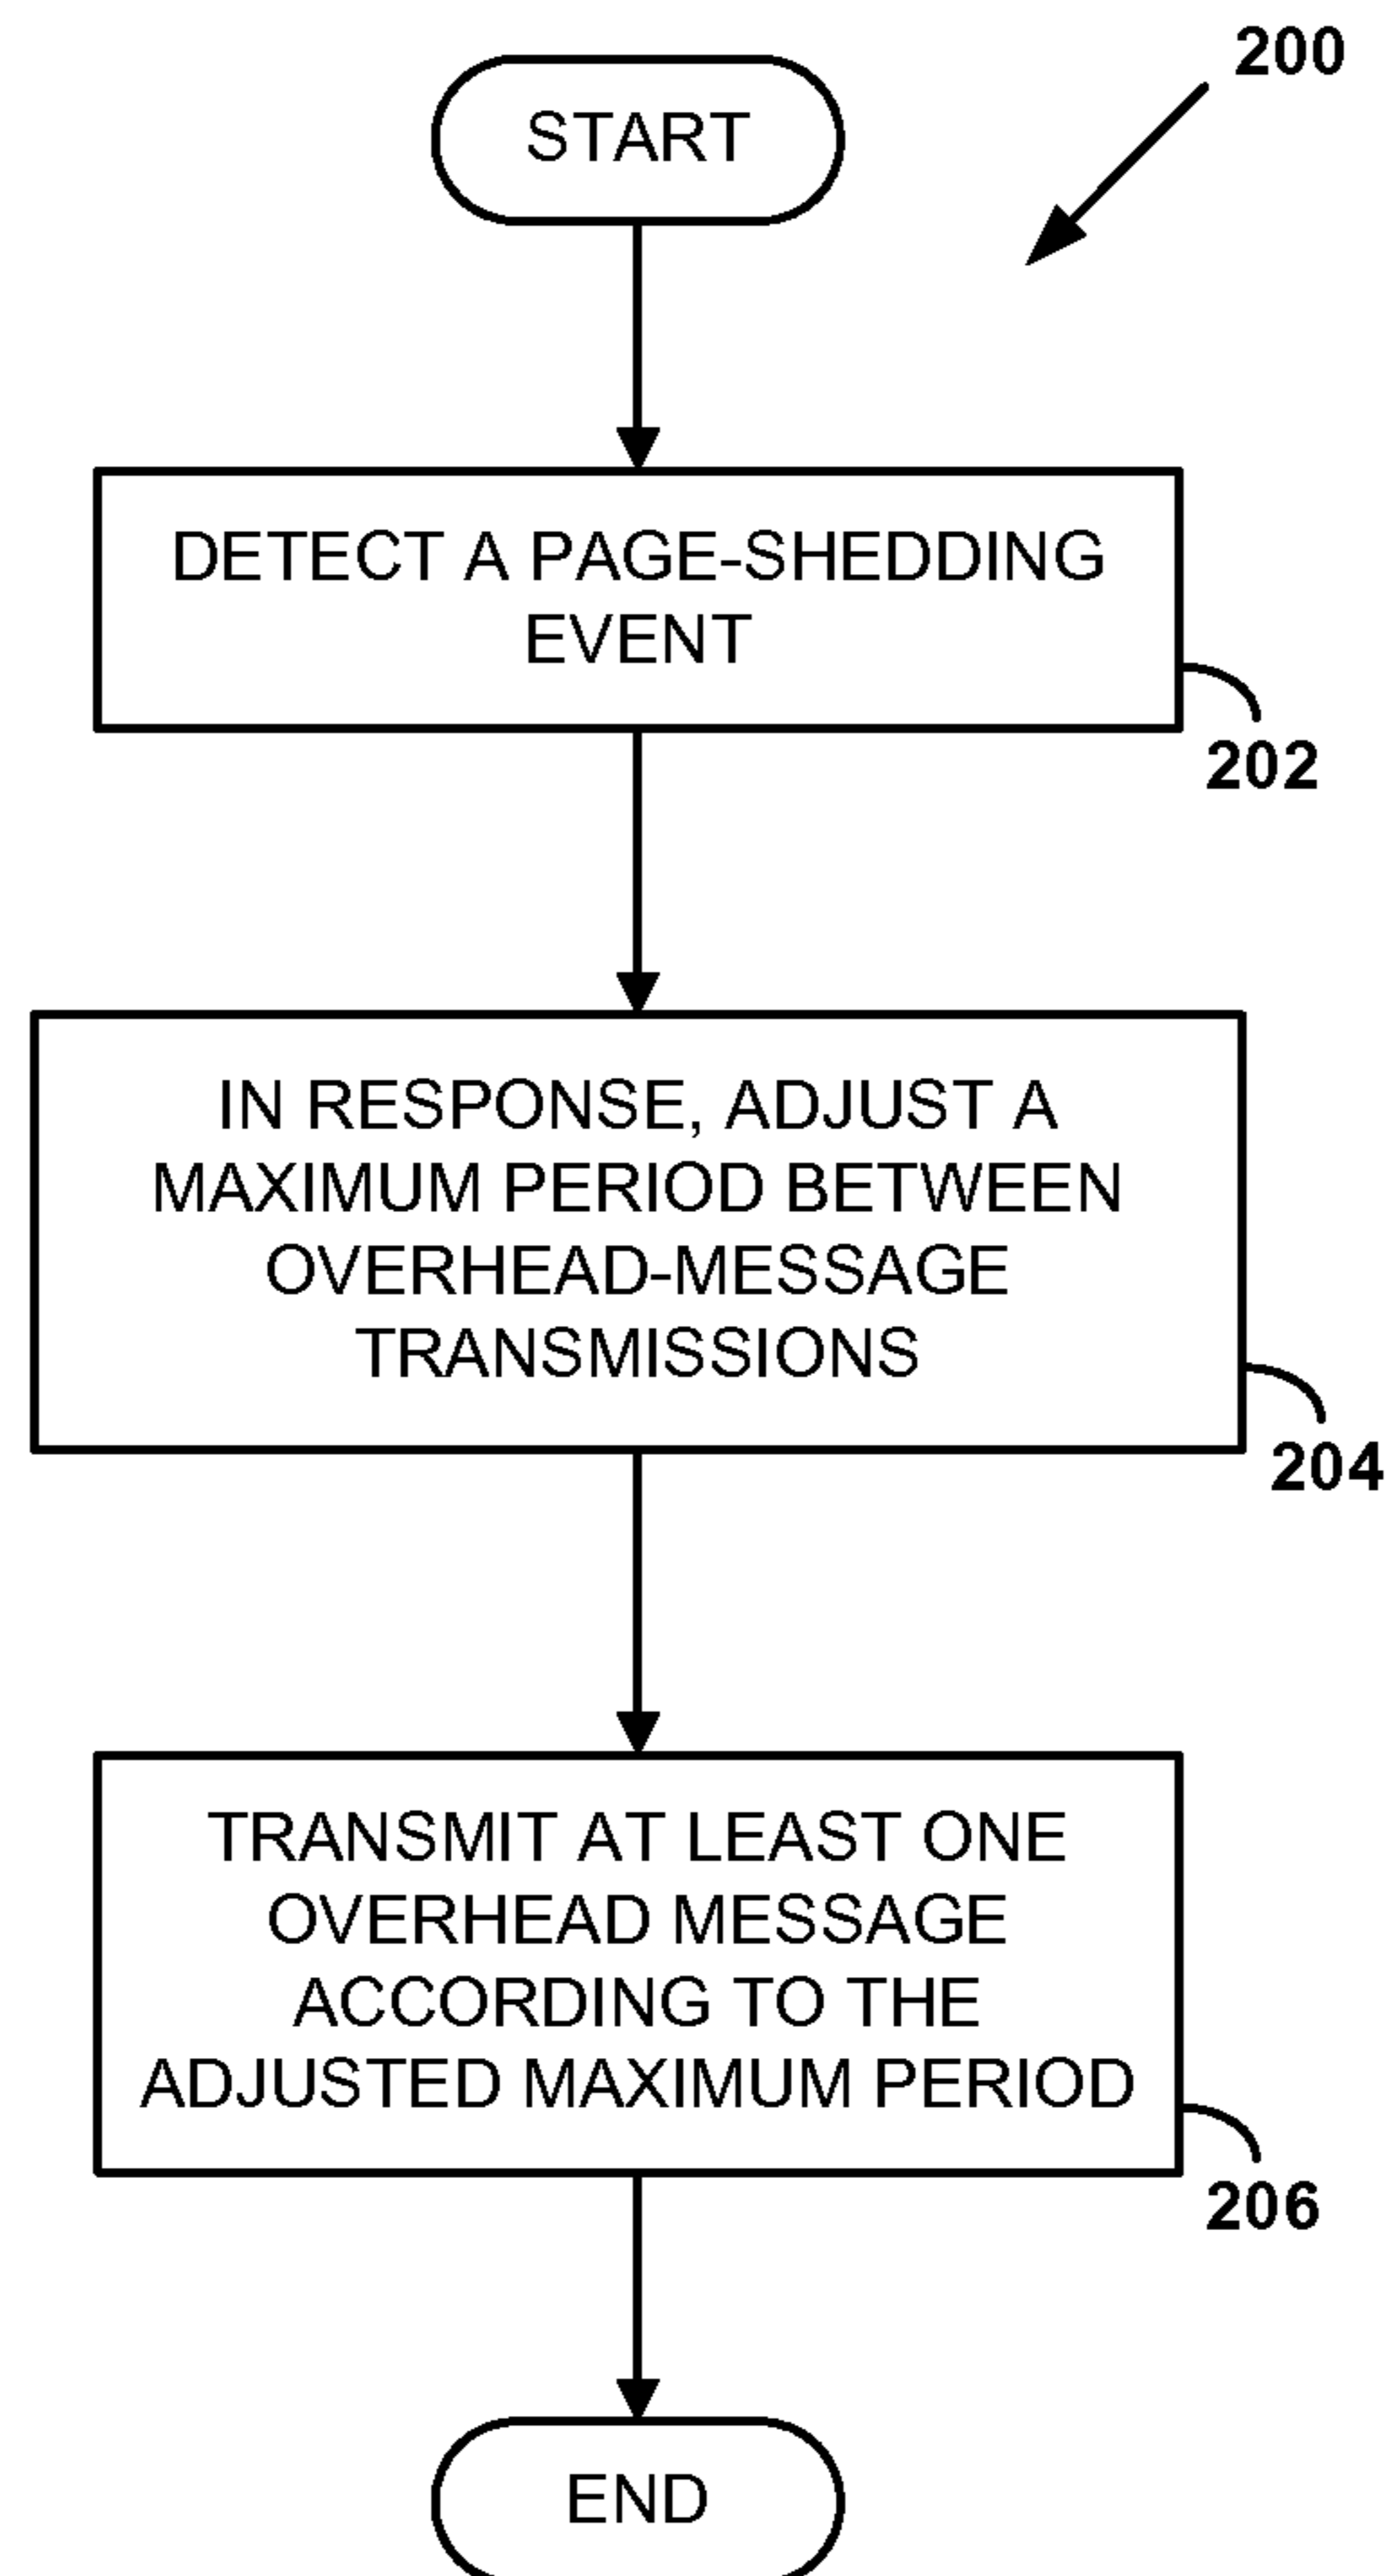 200
START
DETECT A PAGE-SHEDDING
EVENT
202
IN RESPONSE, ADJUST A
MAXIMUM PERIOD BETWEEN
OVERHEAD-MESSAGE
TRANSMISSIONS
204
TRANSMIT AT LEAST ONE
OVERHEAD MESSAGE
ACCORDING TO THE
ADJUSTED MAXIMUM PERIOD
206
END